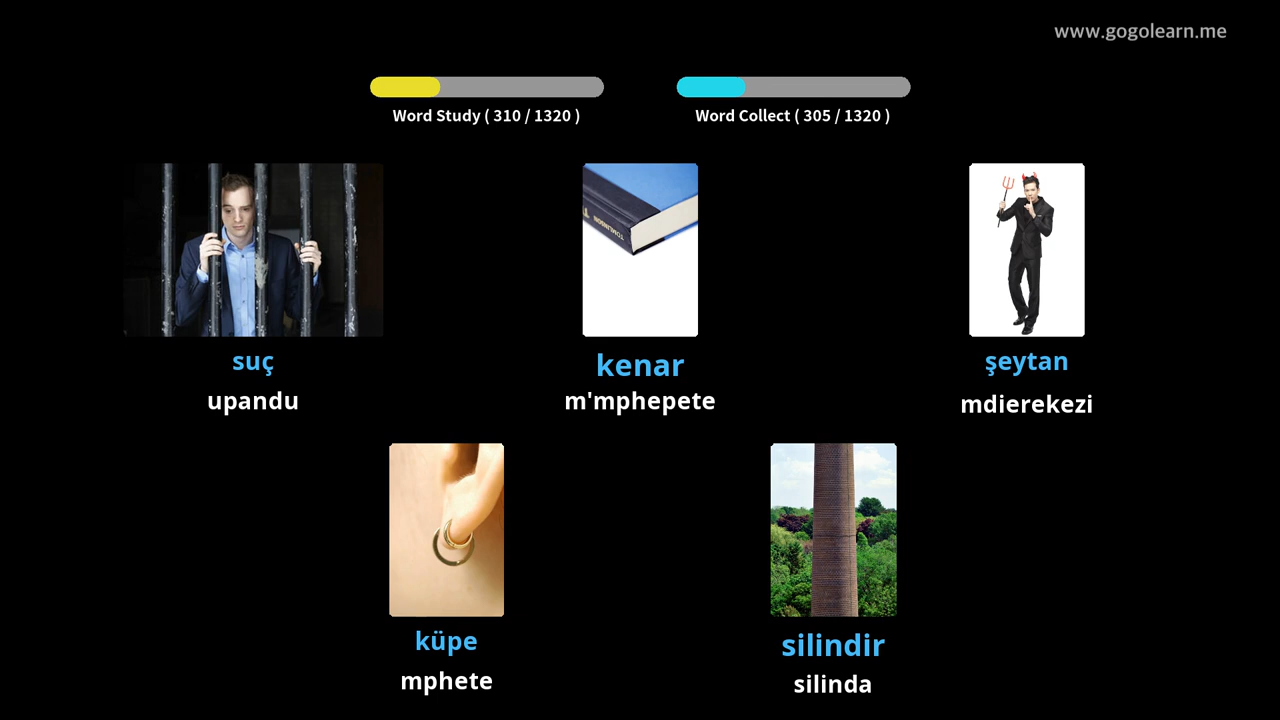 www.gogolearn.me
Word Study ( 310 / 1320 )
Word Collect ( 305 / 1320 )
TOMLINSON
suç
kenar
şeytan
upandu
m'mphepete
mdierekezi
küpe
silindir
mphete
silinda